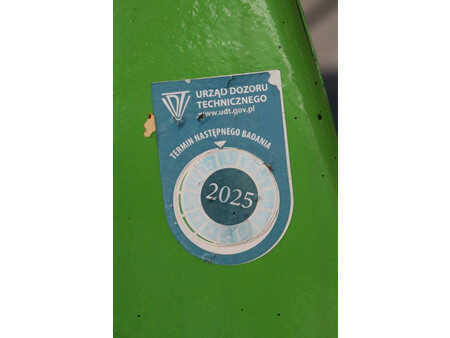 UDT
URZĄD DOZORU
TECHNICZNEGO
www.udt.gov.pl
TERMIN NASTĘPNEGO BADANIA
2025